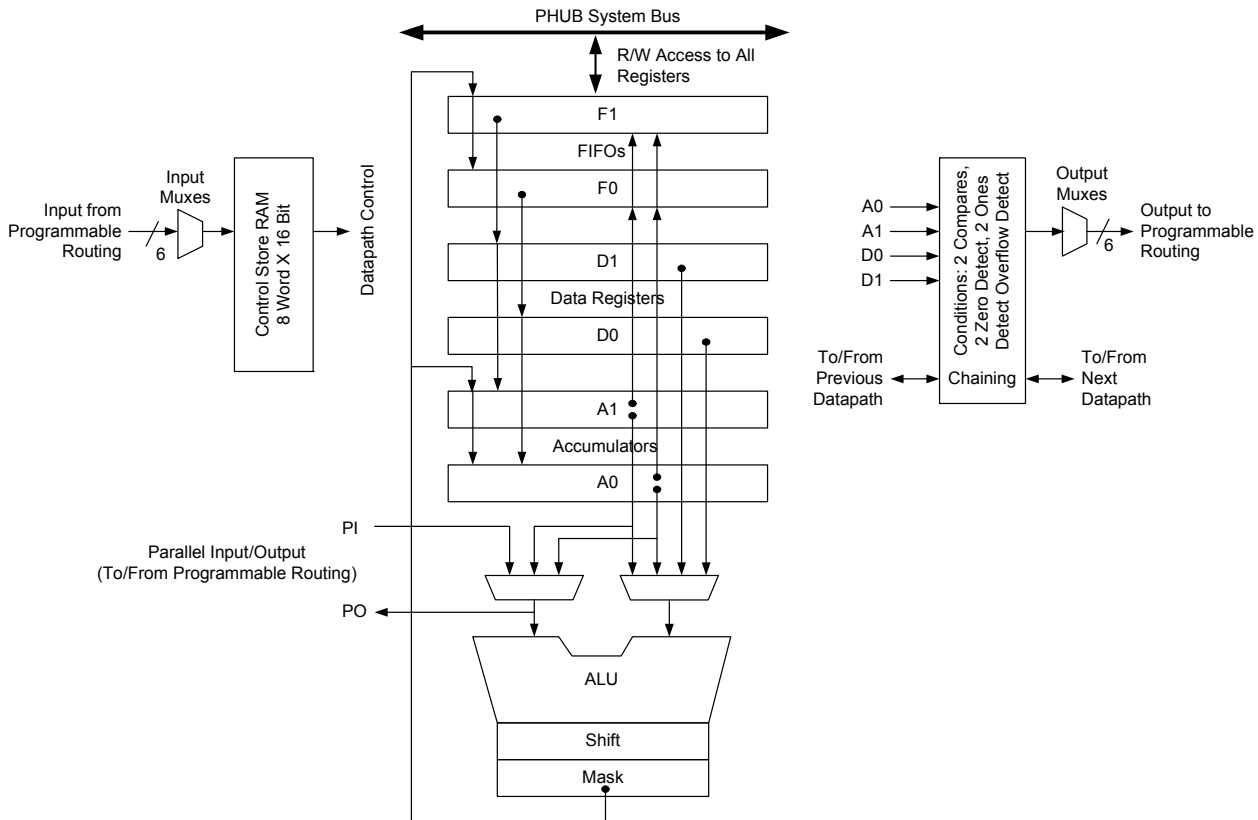 PHUB System Bus
R/W Access to All
Registers
F1
FIFOs
F0
D1
Data Registers
D0
A1
Accumulators
A0
Input from
Programmable
Routing
6
Input
Muxes
Control Store RAM
8 Word X 16 Bit
Datapath Control
PI
Parallel Input/Output
(To/From Programmable Routing)
PO
ALU
Shift
Mask
A0
A1
D0
D1
Conditions: 2 Compares,
2 Zero Detect, 2 Ones
Detect Overflow Detect
Chaining
To/From
Previous
Datapath
To/From
Next
Datapath
Output
Muxes
6
Output to
Programmable
Routing